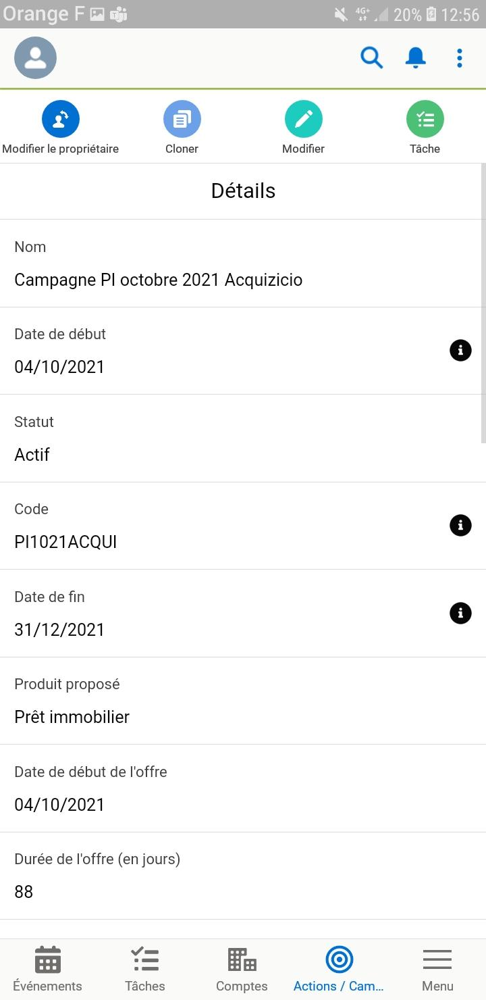 Orange F 20% 12:56
4G+
Modifier le propriétaire Cloner Modifier Tâche
Détails
Nom
Campagne PI octobre 2021 Acquizicio
Date de début
04/10/2021
Statut
Actif
Code
PI1021ACQUI
Date de fin
31/12/2021
Produit proposé
Prêt immobilier
Date de début de l'offre
04/10/2021
Durée de l'offre (en jours)
88
Événements Tâches Comptes Actions / Cam... Menu